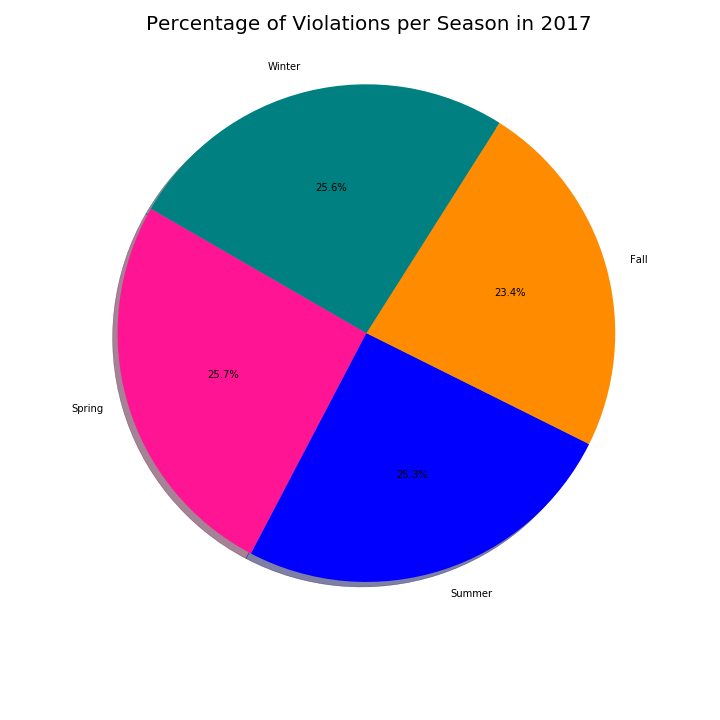 Percentage of Violations per Season in 2017
Winter
25.6%
Fall
23.4%
25.7%
Spring
25.3%
Summer